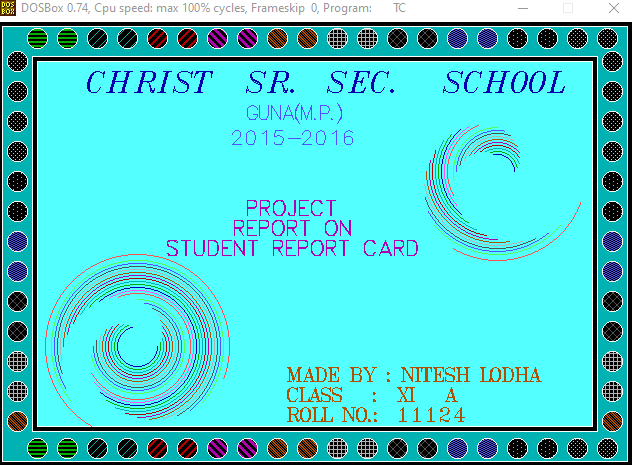 DOSBox 0.74, Cpu speed: max 100% cycles, Frameskip 0, Program: TC
CHRIST SR. SEC. SCHOOL
GUNA(M.P.)
2015-2016
PROJECT
REPORT ON
STUDENT REPORT CARD
MADE BY : NITESH LODHA
CLASS : XI A
ROLL NO.: 11124